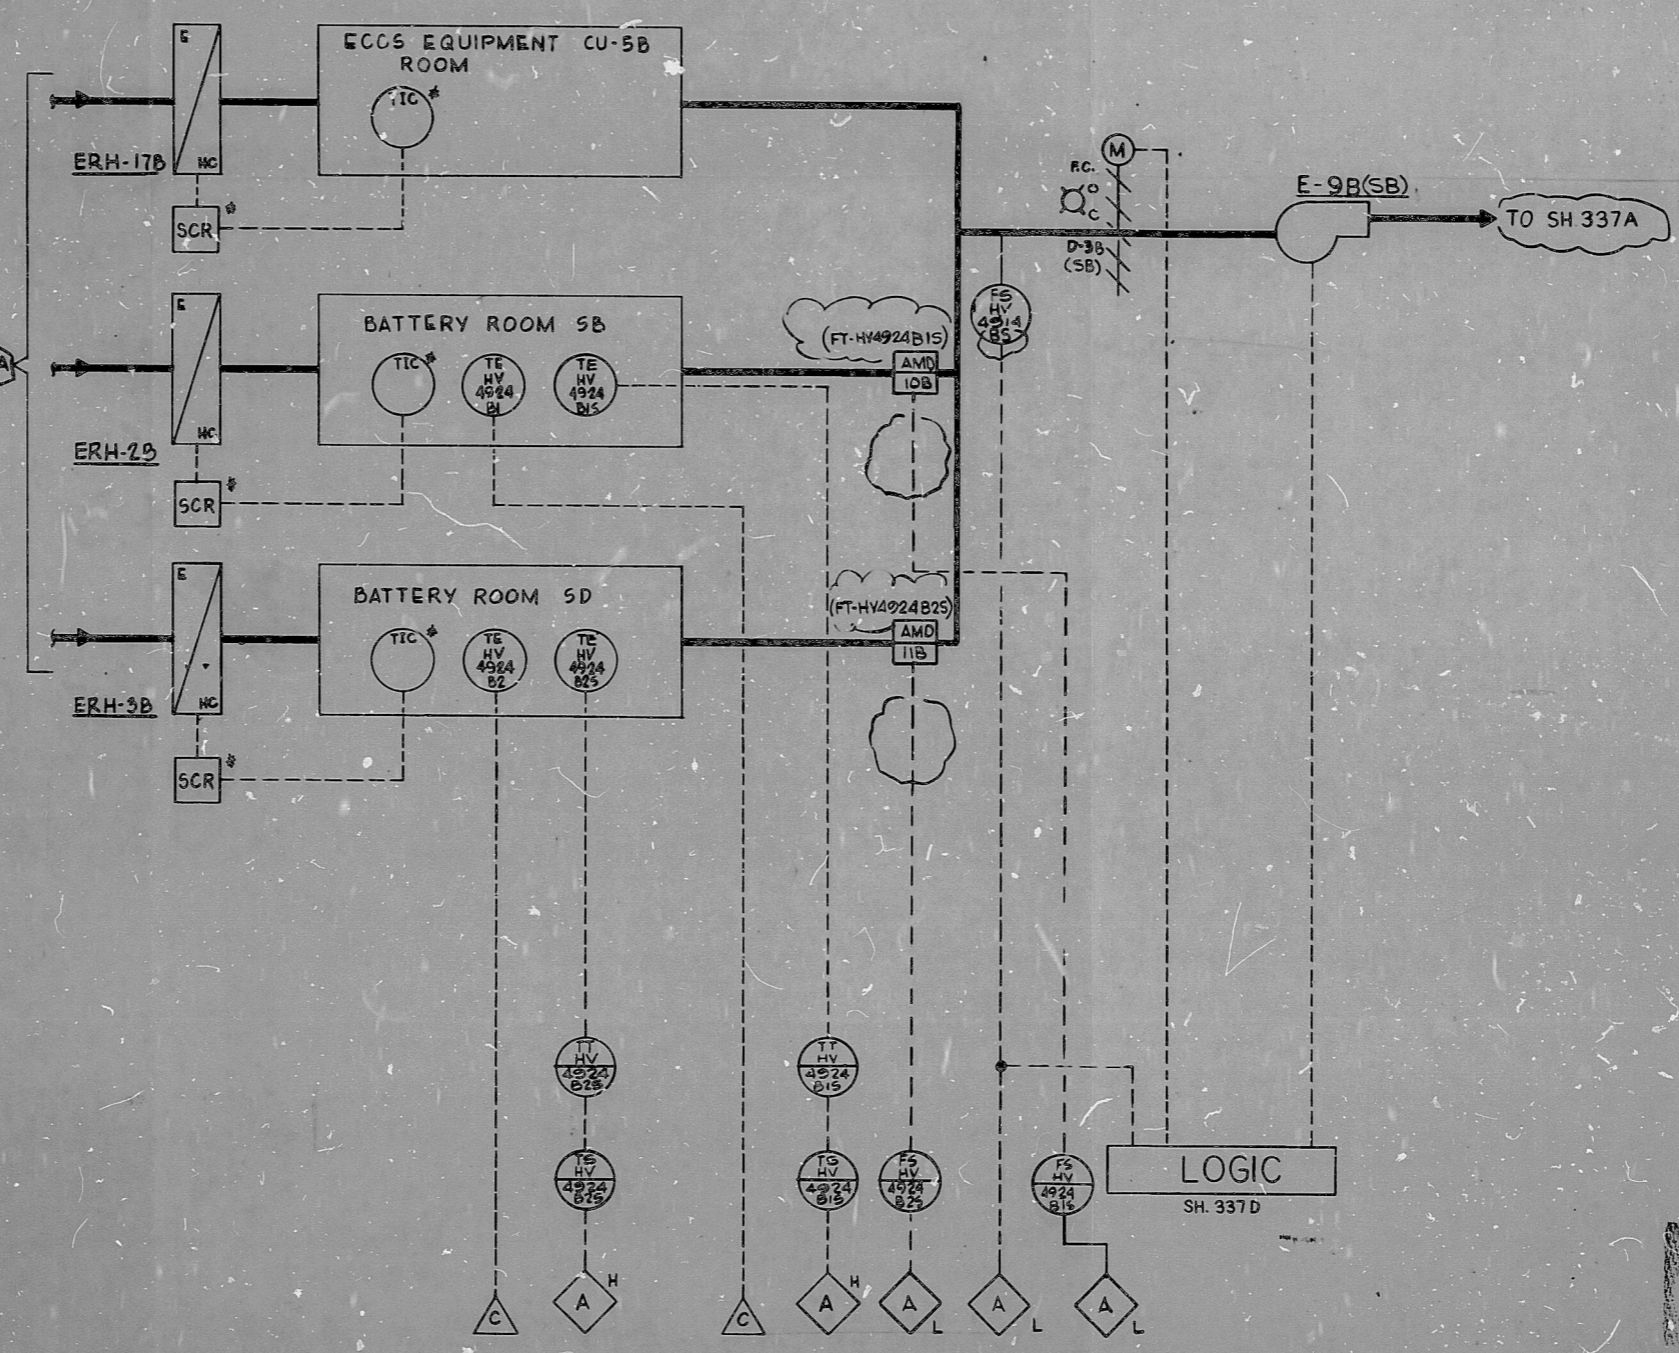 E
HC
ERH-17B
SCR
*
ECCS EQUIPMENT CU-5B
ROOM
TIC
*
M
F.C.
O
C
D-3B
(SB)
E-9B(SB)
TO SH 337A
A
E
HC
ERH-2B
SCR
*
BATTERY ROOM 5B
TIC
*
TE
HV
4924
B1
TE
HV
4924
B1S
(FT-HV4924B1S)
AMD
10B
FS
HV
4914
BS
E
HC
ERH-3B
SCR
*
BATTERY ROOM 5D
TIC
*
TE
HV
4924
B2
TE
HV
4924
B2S
(FT-HV4924B2S)
AMD
11B
TT
HV
4924
B2S
TT
HV
4924
B1S
TS
HV
4924
B2S
HV
4924
B1S
FS
HV
4924
B2S
FS
HV
4924
B1S
LOGIC
SH. 337D
C
A
H
C
A
H
A
L
A
L
A
L